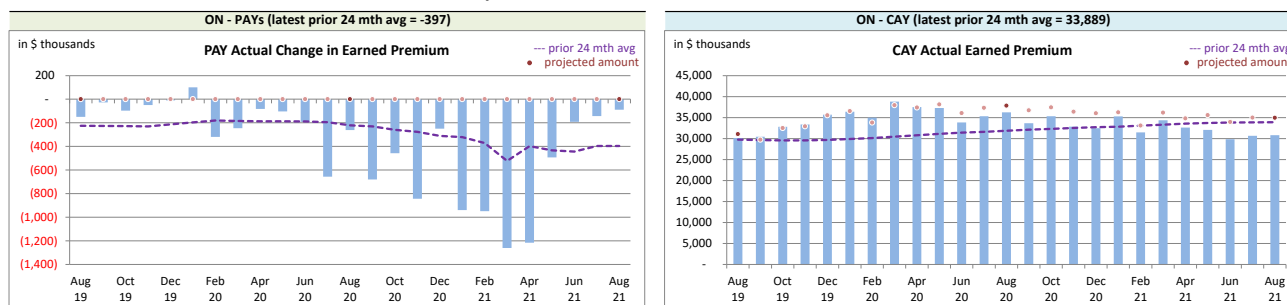 ON - PAYs (latest prior 24 mth avg = -397)
in $ thousands
PAY Actual Change in Earned Premium
--- prior 24 mth avg
projected amount
200
-
(200)
(400)
(600)
(800)
(1,000)
(1,200)
(1,400)
Aug 19
Oct 19
Dec 19
Feb 20
Apr 20
Jun 20
Aug 20
Oct 20
Dec 20
Feb 21
Apr 21
Jun 21
Aug 21
ON - CAY (latest prior 24 mth avg = 33,889)
in $ thousands
CAY Actual Earned Premium
--- prior 24 mth avg
projected amount
45,000
40,000
35,000
30,000
25,000
20,000
15,000
10,000
5,000
-
Aug 19
Oct 19
Dec 19
Feb 20
Apr 20
Jun 20
Aug 20
Oct 20
Dec 20
Feb 21
Apr 21
Jun 21
Aug 21